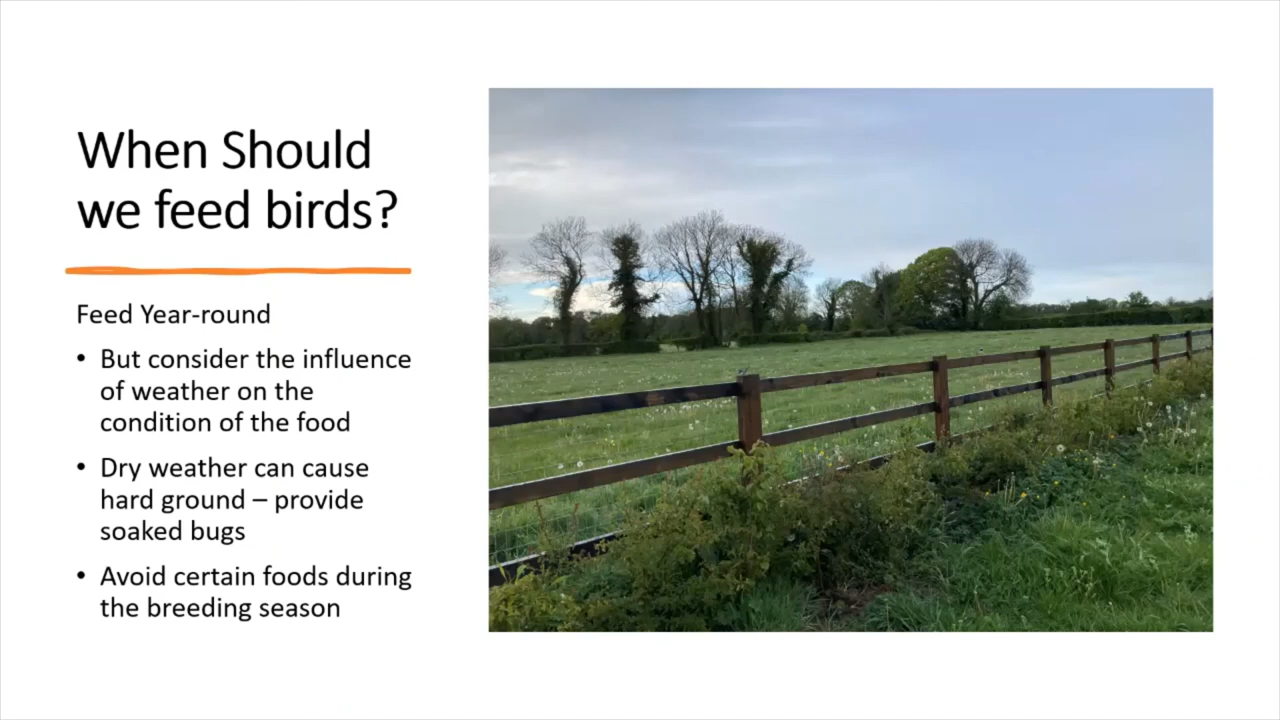 When Should
we feed birds?
Feed Year-round
• But consider the influence
of weather on the
condition of the food
• Dry weather can cause
hard ground – provide
soaked bugs
• Avoid certain foods during
the breeding season